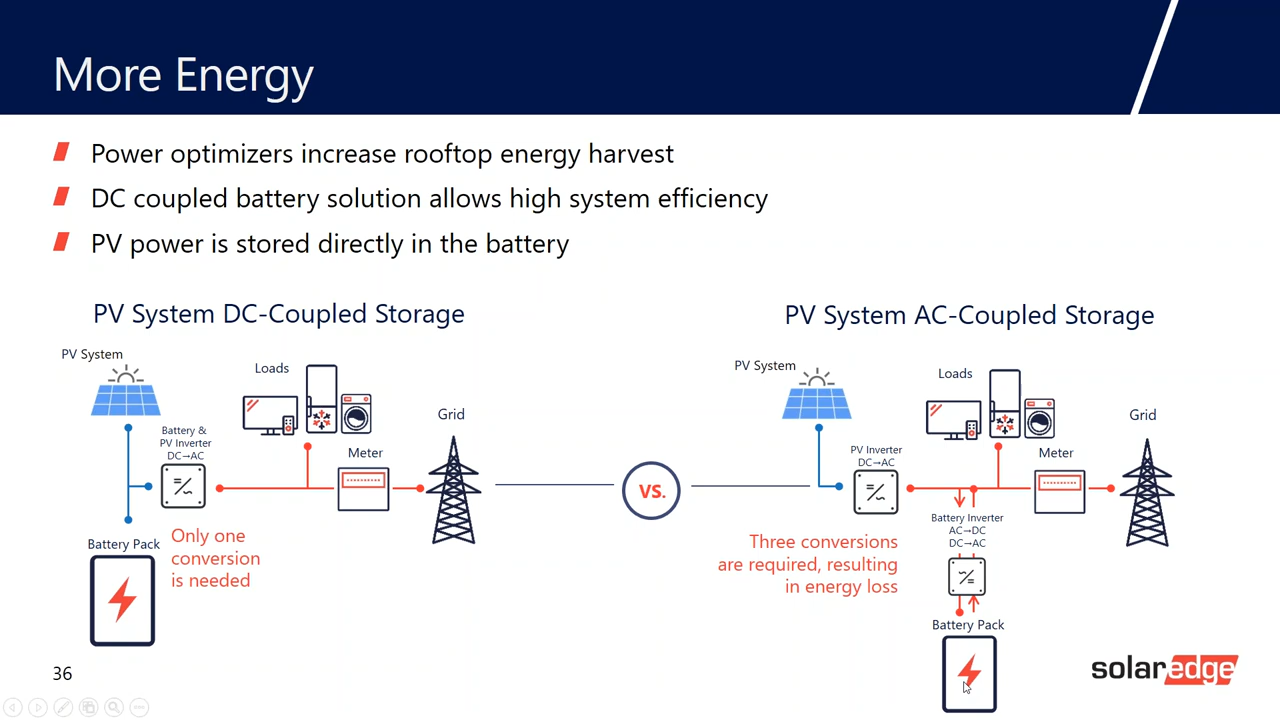 More Energy
Power optimizers increase rooftop energy harvest
DC coupled battery solution allows high system efficiency
PV power is stored directly in the battery
PV System DC-Coupled Storage
PV System
Loads
Grid
Battery &
PV Inverter
DC→AC
Meter
Battery Pack
Only one
conversion
is needed
VS.
PV System AC-Coupled Storage
PV System
Loads
Grid
PV Inverter
DC→AC
Meter
Battery Inverter
AC→DC
DC→AC
Three conversions
are required, resulting
in energy loss
Battery Pack
36
solaredge